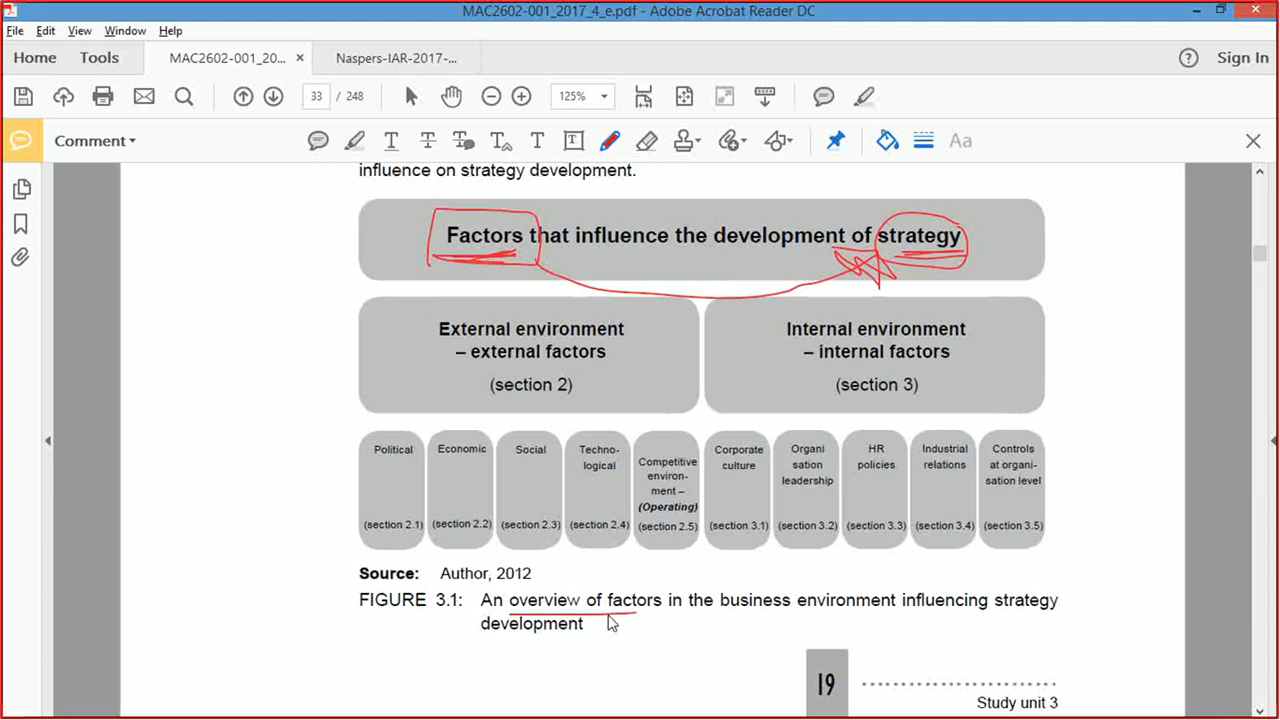 MAC2602-001_2017_4_e.pdf - Adobe Acrobat Reader DC
File Edit View Window Help
Home Tools MAC2602-001_20... × Naspers-IAR-2017-... ? Sign In
33 / 248 125%
Comment T T T T T T Aa
influence on strategy development.
Factors that influence the development of strategy
External environment
– external factors
(section 2)
Internal environment
– internal factors
(section 3)
Political
(section 2.1)
Economic
(section 2.2)
Social
(section 2.3)
Techno-
logical
(section 2.4)
Competitive
environ-
ment –
(Operating)
(section 2.5)
Corporate
culture
(section 3.1)
Organi
sation
leadership
(section 3.2)
HR
policies
(section 3.3)
Industrial
relations
(section 3.4)
Controls
at organi-
sation level
(section 3.5)
Source: Author, 2012
FIGURE 3.1: An overview of factors in the business environment influencing strategy
development
19
Study unit 3